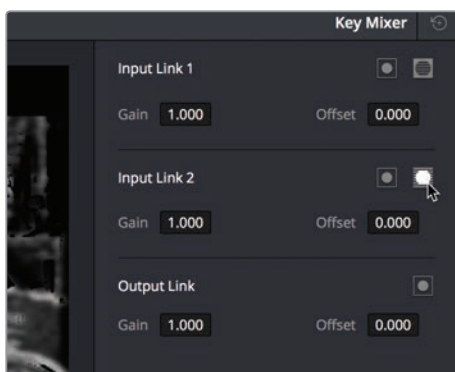 Key Mixer
Input Link 1
Gain 1.000 Offset 0.000
Input Link 2
Gain 1.000 Offset 0.000
Output Link
Gain 1.000 Offset 0.000